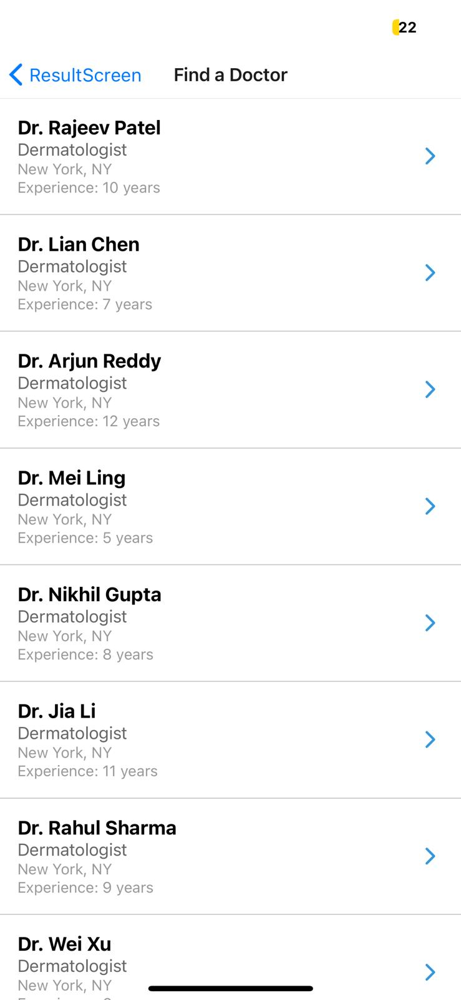 22
ResultScreen
Find a Doctor
Dr. Rajeev Patel
Dermatologist
New York, NY
Experience: 10 years
Dr. Lian Chen
Dermatologist
New York, NY
Experience: 7 years
Dr. Arjun Reddy
Dermatologist
New York, NY
Experience: 12 years
Dr. Mei Ling
Dermatologist
New York, NY
Experience: 5 years
Dr. Nikhil Gupta
Dermatologist
New York, NY
Experience: 8 years
Dr. Jia Li
Dermatologist
New York, NY
Experience: 11 years
Dr. Rahul Sharma
Dermatologist
New York, NY
Experience: 9 years
Dr. Wei Xu
Dermatologist
New York, NY